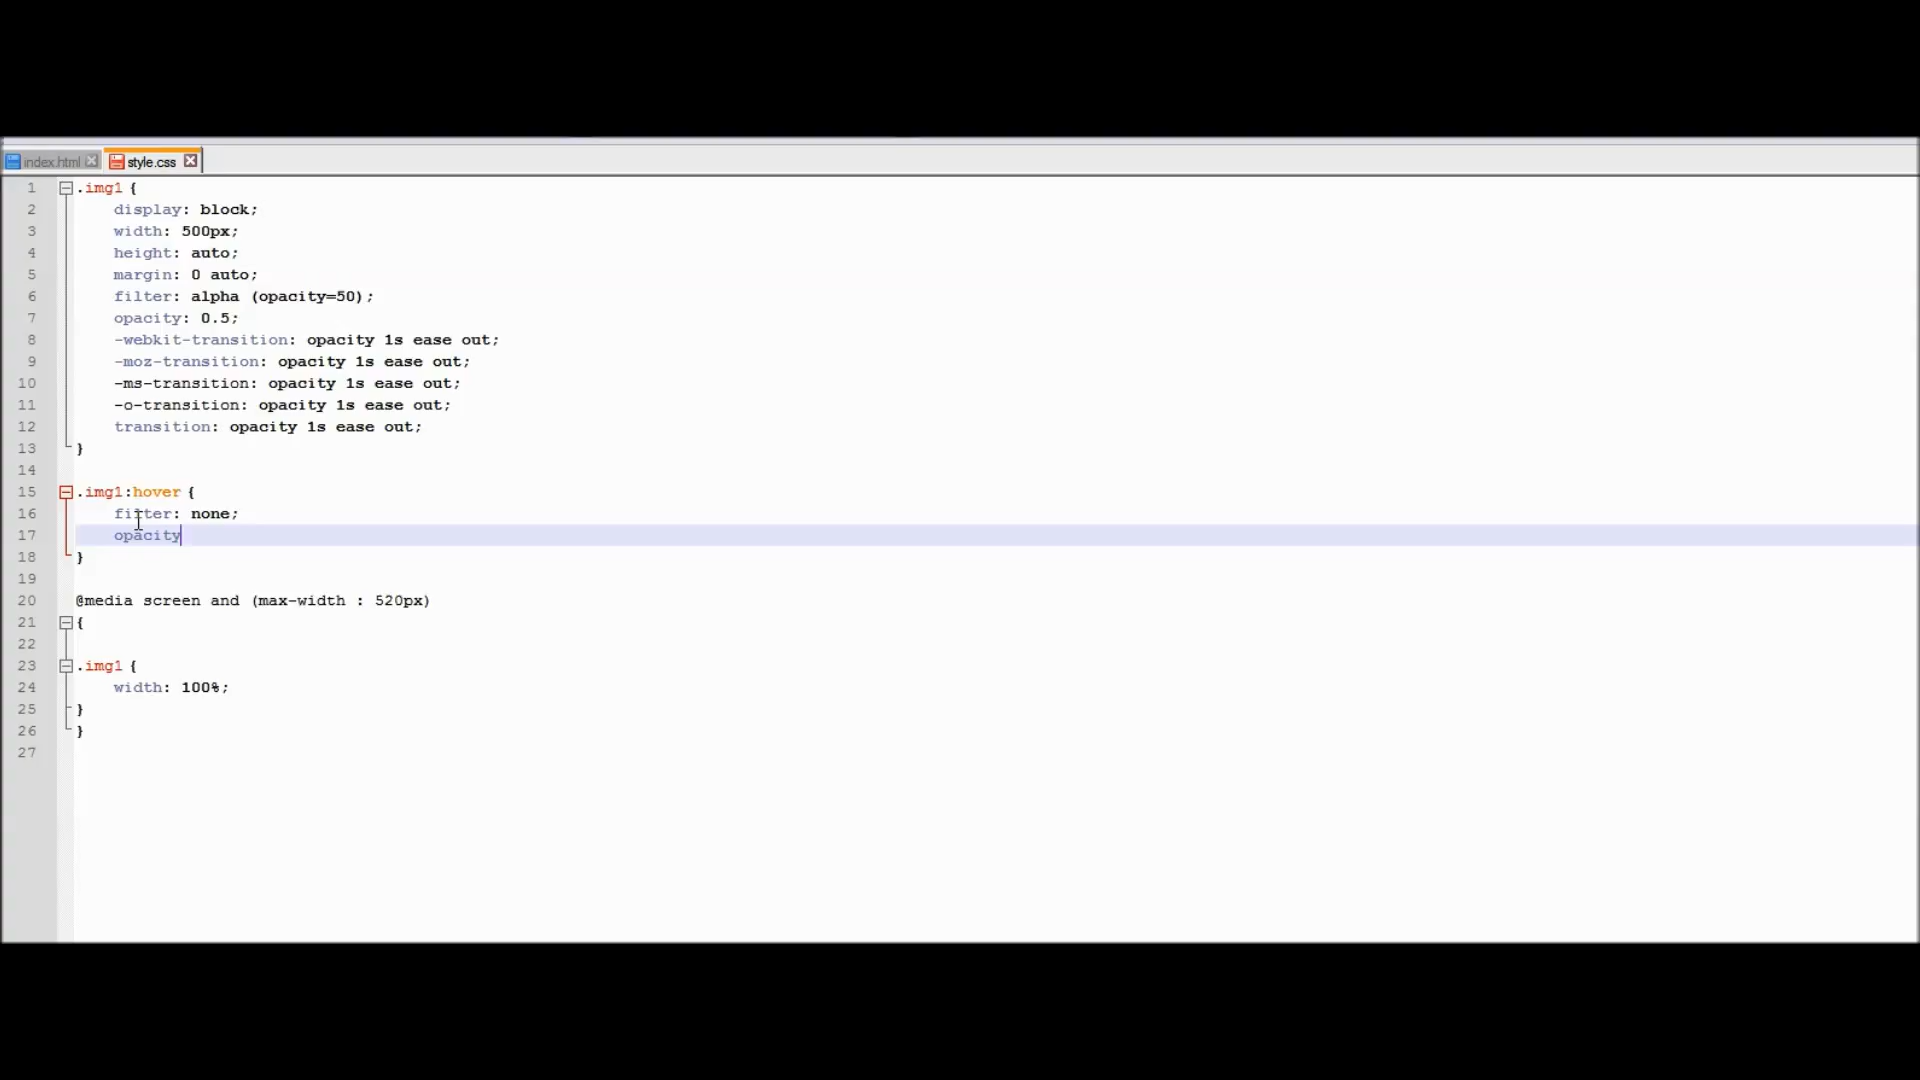 index.html style.css
1 .img1 {
2 display: block;
3 width: 500px;
4 height: auto;
5 margin: 0 auto;
6 filter: alpha (opacity=50);
7 opacity: 0.5;
8 -webkit-transition: opacity 1s ease out;
9 -moz-transition: opacity 1s ease out;
10 -ms-transition: opacity 1s ease out;
11 -o-transition: opacity 1s ease out;
12 transition: opacity 1s ease out;
13 }
14
15 .img1:hover {
16 filter: none;
17 opacity
18 }
19
20 @media screen and (max-width : 520px)
21 {
22
23 .img1 {
24 width: 100%;
25 }
26 }
27